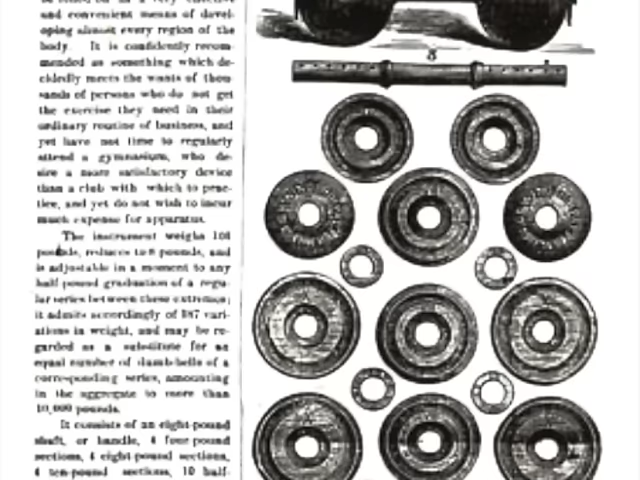 and convenient means of devel-
oping almost every region of the
body. It is confidently recom-
mended as something which de-
cidedly meets the wants of thou-
sands of persons who do not get
the exercise they need in their
ordinary routine of business, and
yet have not time to regularly
attend a gymnasium, who de-
sire a more satisfactory device
than a club with which to prac-
tice, and yet do not wish to incur
much expense for apparatus.
The instrument weighs 108
pounds, reduces to 8 pounds, and
is adjustable in a moment to any
half pound graduation of a regu-
lar series between these extremes;
it admits accordingly of 187 vari-
ations in weight, and may be re-
garded as a substitute for an
equal number of dumb-bells of a
corresponding series, amounting
in the aggregate to more than
10,000 pounds.
It consists of an eight-pound
shaft, or handle, 4 four-pound
sections, 4 eight-pound sections,
4 ten-pound sections, 10 half-
8